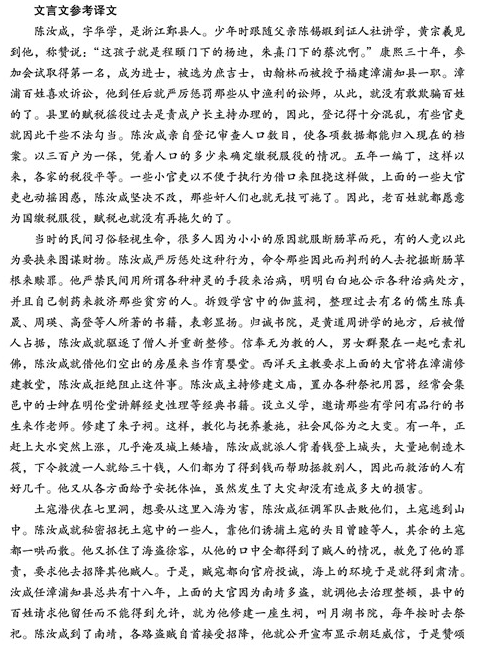 文言文参考译文
陈汝咸，字华学，是浙江鄞县人。少年时跟随父亲陈锡嘏到证人社讲学，黄宗羲见
到他，称赞说：“这孩子就是程颐门下的杨迪，朱熹门下的蔡沈啊。”康熙三十年，参
加会试取得第一名，成为进士，被选为庶吉士，由翰林而被授予福建漳浦知县一职。漳
浦百姓喜欢诉讼，他到任后就严厉惩罚那些从中渔利的讼师，从此，就没有敢欺骗百姓
的了。县里的赋税徭役过去是责成户长主持办理的，因此，登记得十分混乱，有些官吏
就因此干些不法勾当。陈汝咸亲自登记审查人口数目，使各项数据都能归入现在的档
案。以三百户为一保，凭着人口的多少来确定缴税服役的情况。五年一编丁，这样以
来，各家的税役平等。一些小官吏以不便于执行为借口来阻挠这样做，上面的一些大官
吏也动摇困惑，陈汝咸坚决不改，那些奸人们也就无技可施了。因此，老百姓就都愿意
为国缴税服役，赋税也就没有再拖欠的了。
当时的民间习俗轻视生命，很多人因为小小的原因就服断肠草而死，有的人竟以此
为要挟来图谋财物。陈汝咸严厉惩处这种行为，命令那些因此而判刑的人去挖掘断肠草
根来赎罪。他严禁民间用所谓各种神灵的手段来治病，明明白白地公示各种治病处方，
并且自己制药来救济那些贫穷的人。拆毁学宫中的伽蓝祠，整理过去有名的儒生陈真
晟、周瑛、高登等人所著的书籍，表彰显扬。归诚书院，是黄道周讲学的地方，后被僧
人占据，陈汝咸就驱逐了僧人并重新整修。信奉无为教的人，男女群聚在一起吃素礼
佛，陈汝咸就借他们空出的房屋来当作育婴堂。西洋天主教要求上面的大官将在漳浦修
建教堂，陈汝咸拒绝阻止这件事。陈汝咸主持修建文庙，置办各种祭祀用器，经常会集
邑中的士绅在明伦堂讲解经史性理等经典书籍。设立义学，邀请那些有学问有品行的书
生来作老师。修建了朱子祠。这样，教化与抚养兼施，社会风俗为之大变。有一年，正
赶上大水突然上涨，几乎淹及城上矮墙，陈汝咸就派人背着钱登上城头，大量地制造木
筏，下令救渡一人就给三十钱，人们都为了得到钱而帮助拯救别人，因此而救活的人有
好几千。他又从各方面给予安抚体恤，虽然发生了大灾却没有造成多大的损害。
土寇潜伏在七里洞，想要从这里入海为害，陈汝咸征调军队去败他们，土寇逃到山
中。陈汝咸就秘密招抚土寇中的一些人，靠他们诱捕土寇的头目曾睦等人，其余的土寇
都一哄而散。他又抓住了海盗徐容，从他的口中全都得到了贼人的情况，赦免了他的罪
责，要求他去招降其他贼人。于是，贼寇都向官府投诚，海上的环境于是就得到肃清。
汝咸任漳浦知县总共有十八年，上面的大官因为南靖多盗，就调他去治理整顿，县中的
百姓请求他留任而不能得到允许，就为他修建一座生祠，叫月湖书院，每年按时去祭
祀。陈汝咸到了南靖，各路盗贼自首接受招降，他就公开宣布显示朝廷威信，于是赞颂